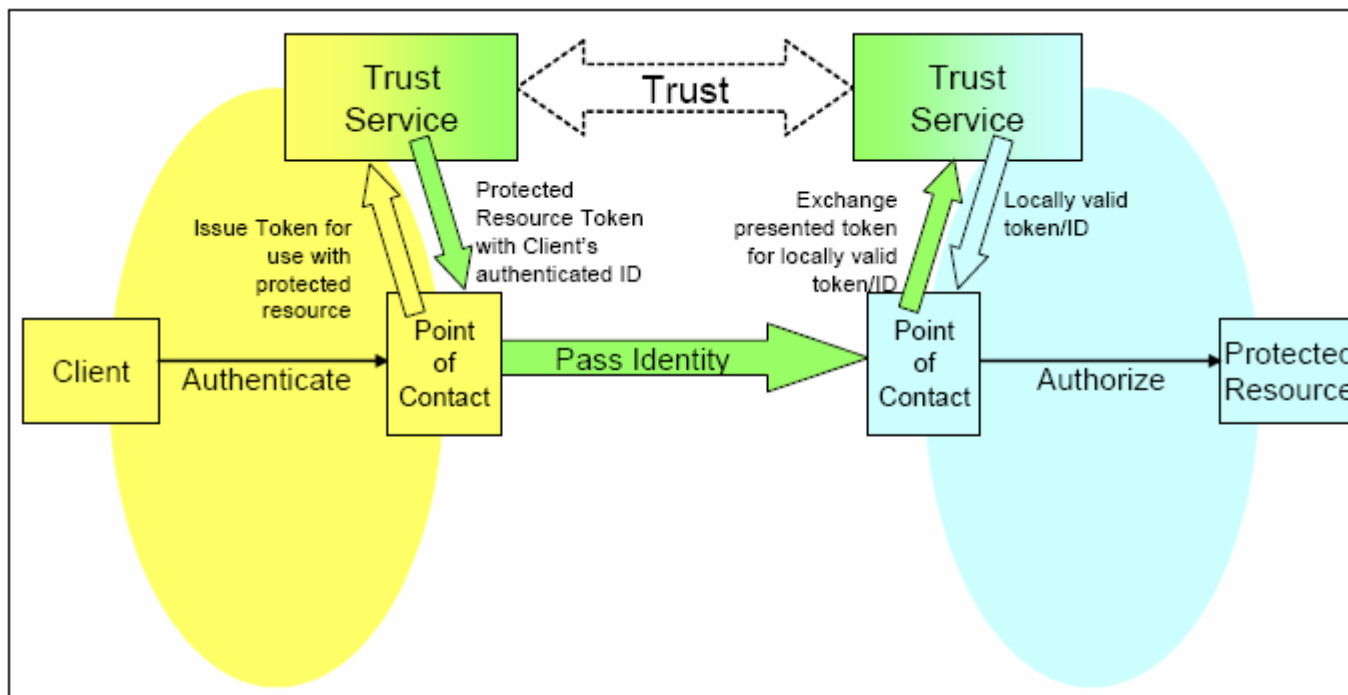 Trust
Service
Trust
Trust
Service
Issue Token for
use with
protected
resource
Protected
Resource Token
with Client's
authenticated ID
Exchange
presented token
for locally valid
token/ID
Locally valid
token/ID
Client
Authenticate
Point
of
Contact
Pass Identity
Point
of
Contact
Authorize
Protected
Resource